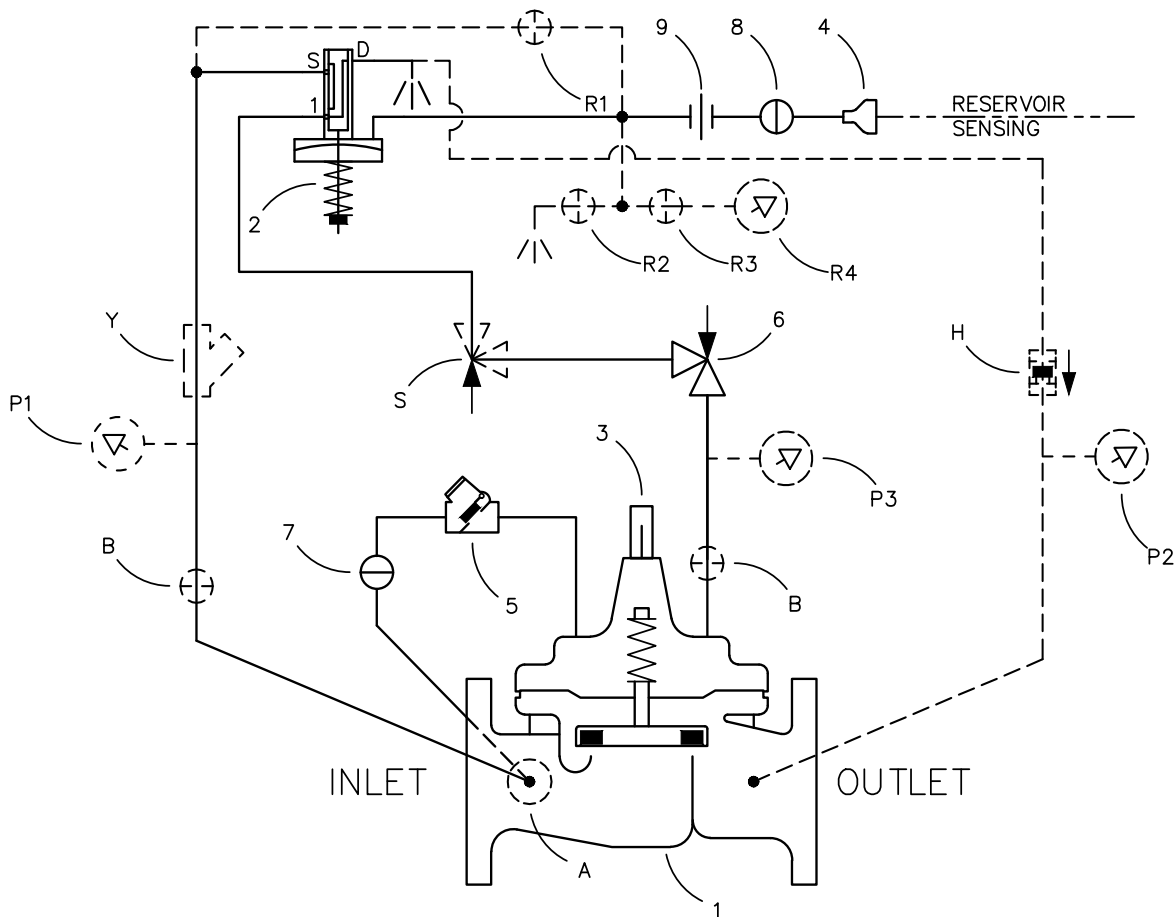 9
8
4
S
D
R1
RESERVOIR
SENSING
1
2
R2
R3
R4
Y
6
H
S
P1
3
P3
P2
7
B
5
B
INLET
OUTLET
A
1